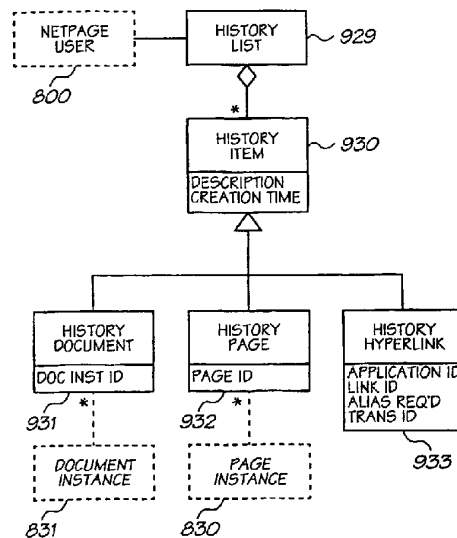 NETPAGE
USER
800
HISTORY
LIST
929
*
HISTORY
ITEM
930
DESCRIPTION
CREATION TIME
HISTORY
DOCUMENT
DOC INST ID
931
*
DOCUMENT
INSTANCE
831
HISTORY
PAGE
PAGE ID
932
*
PAGE
INSTANCE
830
HISTORY
HYPERLINK
APPLICATION ID
LINK ID
ALIAS REQ'D
TRANS ID
933